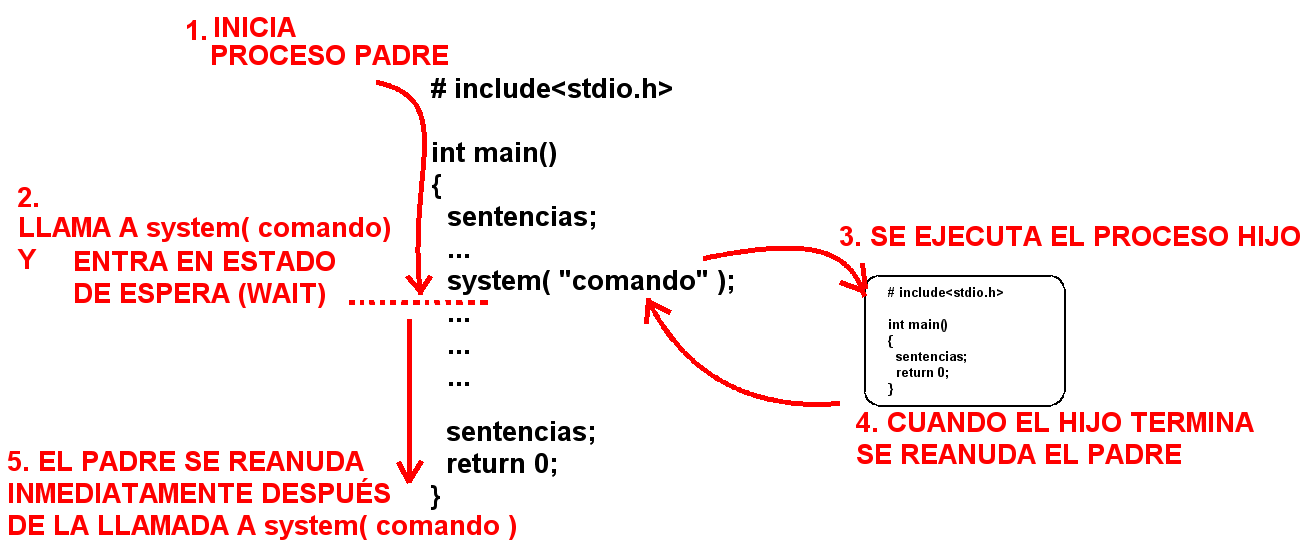 1. INICIA
PROCESO PADRE
# include<stdio.h>
int main()
{
sentencias;
...
system( "comando" );
...
...
...
sentencias;
return 0;
}
2.
LLAMA A system( comando)
Y ENTRA EN ESTADO
DE ESPERA (WAIT)
3. SE EJECUTA EL PROCESO HIJO
# include<stdio.h>
int main()
{
sentencias;
return 0;
}
4. CUANDO EL HIJO TERMINA
SE REANUDA EL PADRE
5. EL PADRE SE REANUDA
INMEDIATAMENTE DESPUÉS
DE LA LLAMADA A system( comando )